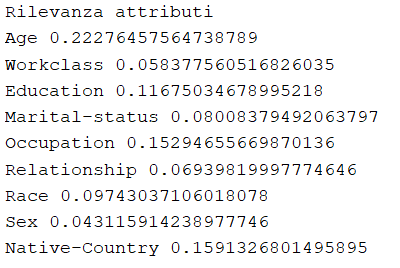 Rilevanza attributi
Age 0.22276457564738789
Workclass 0.058377560516826035
Education 0.11675034678995218
Marital-status 0.08008379492063797
Occupation 0.15294655669870136
Relationship 0.06939819997774646
Race 0.09743037106018078
Sex 0.043115914238977746
Native-Country 0.1591326801495895